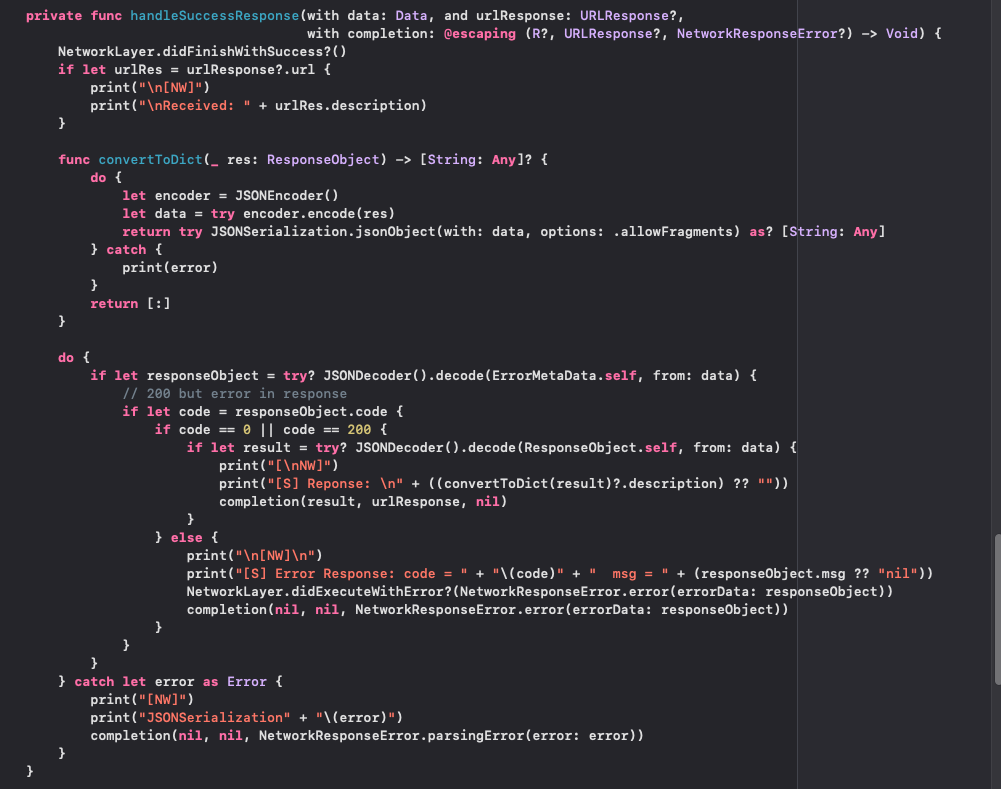 private func handleSuccessResponse(with data: Data, and urlResponse: URLResponse?,
                                   with completion: @escaping (R?, URLResponse?, NetworkResponseError?) -> Void) {
    NetworkLayer.didFinishWithSuccess?()
    if let urlRes = urlResponse?.url {
        print("\n[NW]")
        print("\nReceived: " + urlRes.description)
    }

    func convertToDict(_ res: ResponseObject) -> [String: Any]? {
        do {
            let encoder = JSONEncoder()
            let data = try encoder.encode(res)
            return try JSONSerialization.jsonObject(with: data, options: .allowFragments) as? [String: Any]
        } catch {
            print(error)
        }
        return [:]
    }

    do {
        if let responseObject = try? JSONDecoder().decode(ErrorMetaData.self, from: data) {
            // 200 but error in response
            if let code = responseObject.code {
                if code == 0 || code == 200 {
                    if let result = try? JSONDecoder().decode(ResponseObject.self, from: data) {
                        print("[\nNW]")
                        print("[S] Reponse: \n" + ((convertToDict(result)?.description) ?? ""))
                        completion(result, urlResponse, nil)
                    }
                } else {
                    print("\n[NW]\n")
                    print("[S] Error Response: code = " + "\(code)" + "  msg = " + (responseObject.msg ?? "nil"))
                    NetworkLayer.didExecuteWithError?(NetworkResponseError.error(errorData: responseObject))
                    completion(nil, nil, NetworkResponseError.error(errorData: responseObject))
                }
            }
        }
    } catch let error as Error {
        print("[NW]")
        print("JSONSerialization" + "\(error)")
        completion(nil, nil, NetworkResponseError.parsingError(error: error))
    }
}